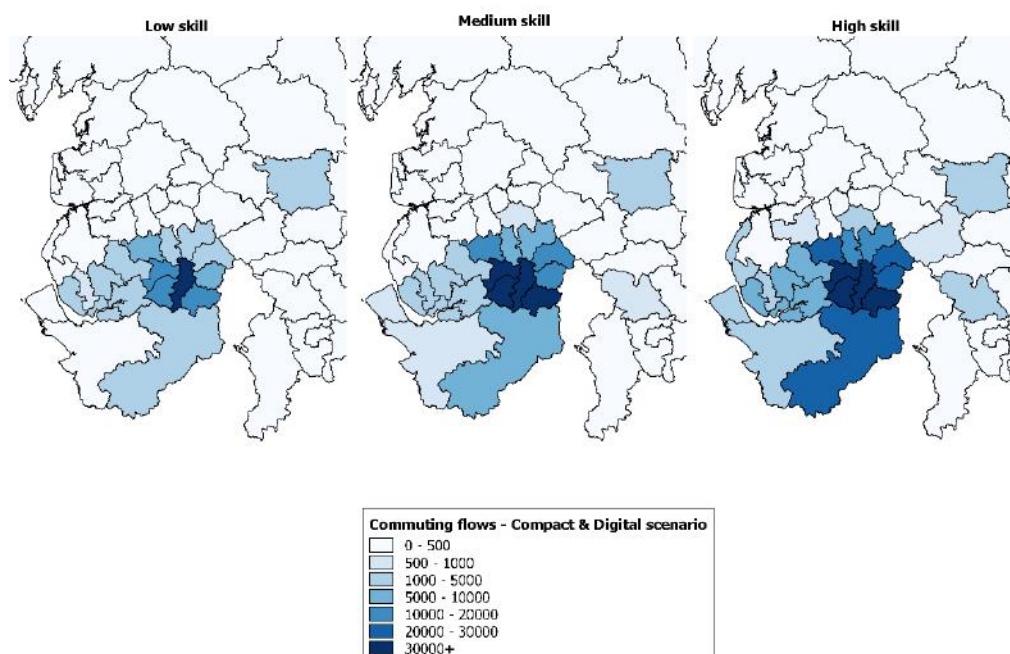 Low skill
Medium skill
High skill
Commuting flows - Compact & Digital scenario
0 - 500
500 - 1000
1000 - 5000
5000 - 10000
10000 - 20000
20000 - 30000
30000+